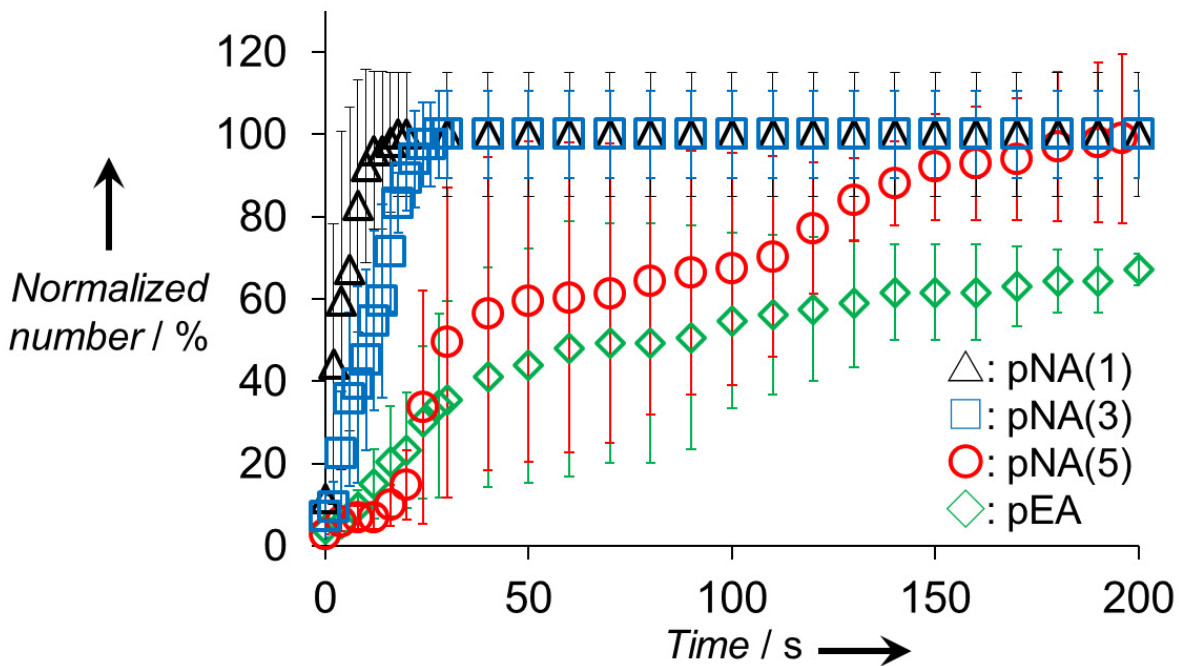 120
100
80
60
40
20
0
Normalized
number / %
△: pNA(1)
□: pNA(3)
○: pNA(5)
◇: pEA
0
50
100
150
200
Time / s